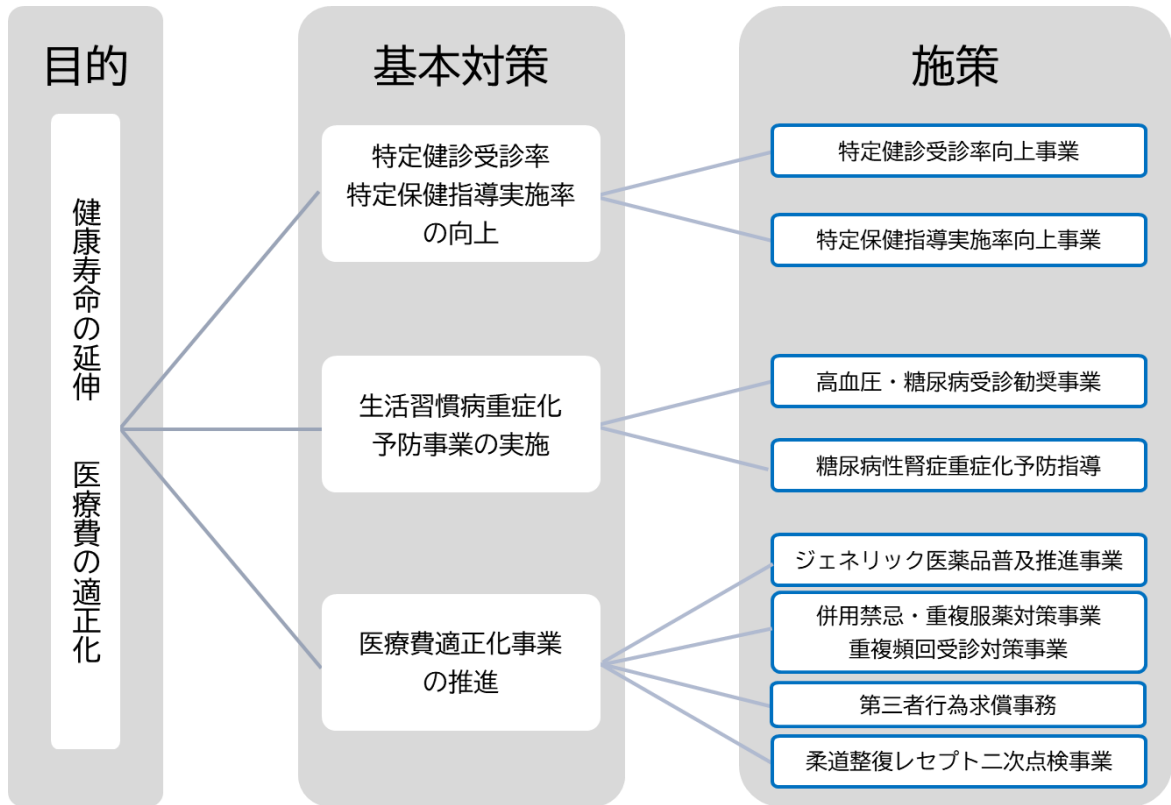 目的
健康寿命の延伸　医療費の適正化
基本対策
特定健診受診率
特定保健指導実施率
の向上
生活習慣病重症化
予防事業の実施
医療費適正化事業
の推進
施策
特定健診受診率向上事業
特定保健指導実施率向上事業
高血圧・糖尿病受診勧奨事業
糖尿病性腎症重症化予防指導
ジェネリック医薬品普及推進事業
併用禁忌・重複服薬対策事業
重複頻回受診対策事業
第三者行為求償事務
柔道整復レセプト二次点検事業